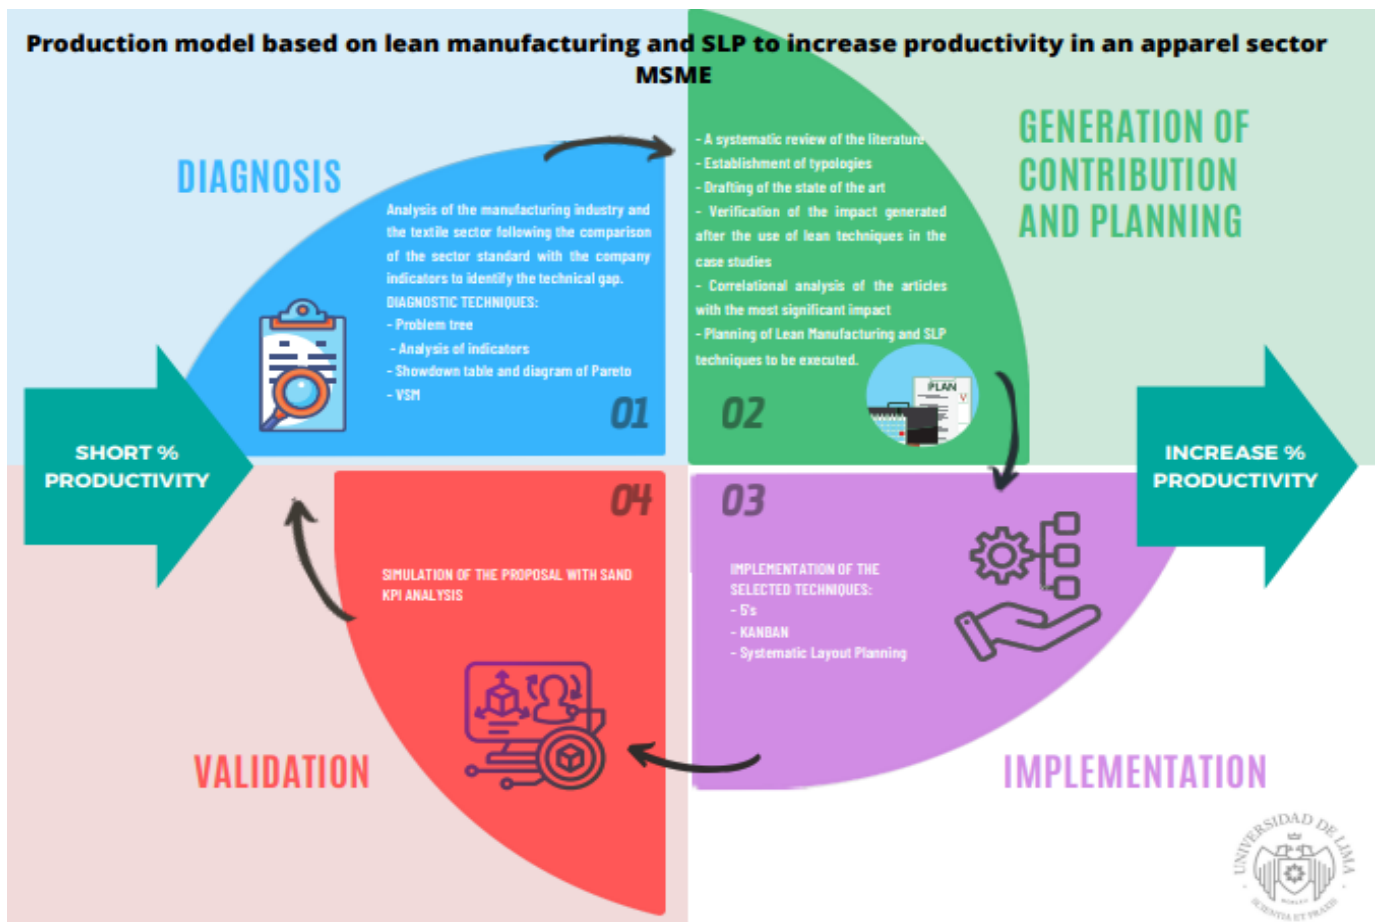 Production model based on lean manufacturing and SLP to increase productivity in an apparel sector
MSME
DIAGNOSIS
Analysis of the manufacturing industry and
the textile sector following the comparison
of the sector standard with the company
indicators to identify the technical gap.
DIAGNOSTIC TECHNIQUES:
- Problem tree
- Analysis of indicators
- Showdown table and diagram of Pareto
- VSM
01
GENERATION OF
CONTRIBUTION
AND PLANNING
- A systematic review of the literature
- Establishment of typologies
- Drafting of the state of the art
- Verification of the impact generated
after the use of lean techniques in the
case studies
- Correlational analysis of the articles
with the most significant impact
- Planning of Lean Manufacturing and SLP
techniques to be executed.
PLAN
V
02
SHORT %
PRODUCTIVITY
INCREASE %
PRODUCTIVITY
03
IMPLEMENTATION OF THE
SELECTED TECHNIQUES:
- 5's
- KANBAN
- Systematic Layout Planning
IMPLEMENTATION
04
SIMULATION OF THE PROPOSAL WITH SAND
KPI ANALYSIS
VALIDATION
UNIVERSIDAD DE LIMA
SCIENTIA ET PRAXIS